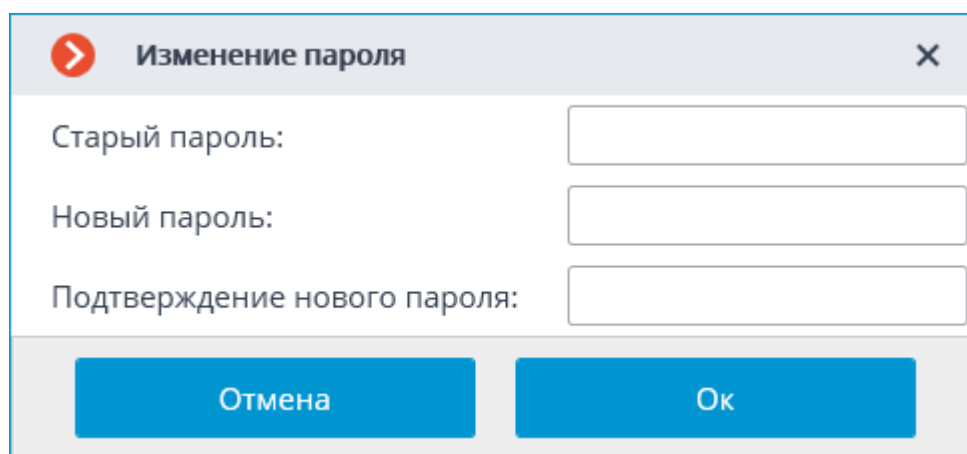 Изменение пароля
Старый пароль:
Новый пароль:
Подтверждение нового пароля:
Отмена Ок